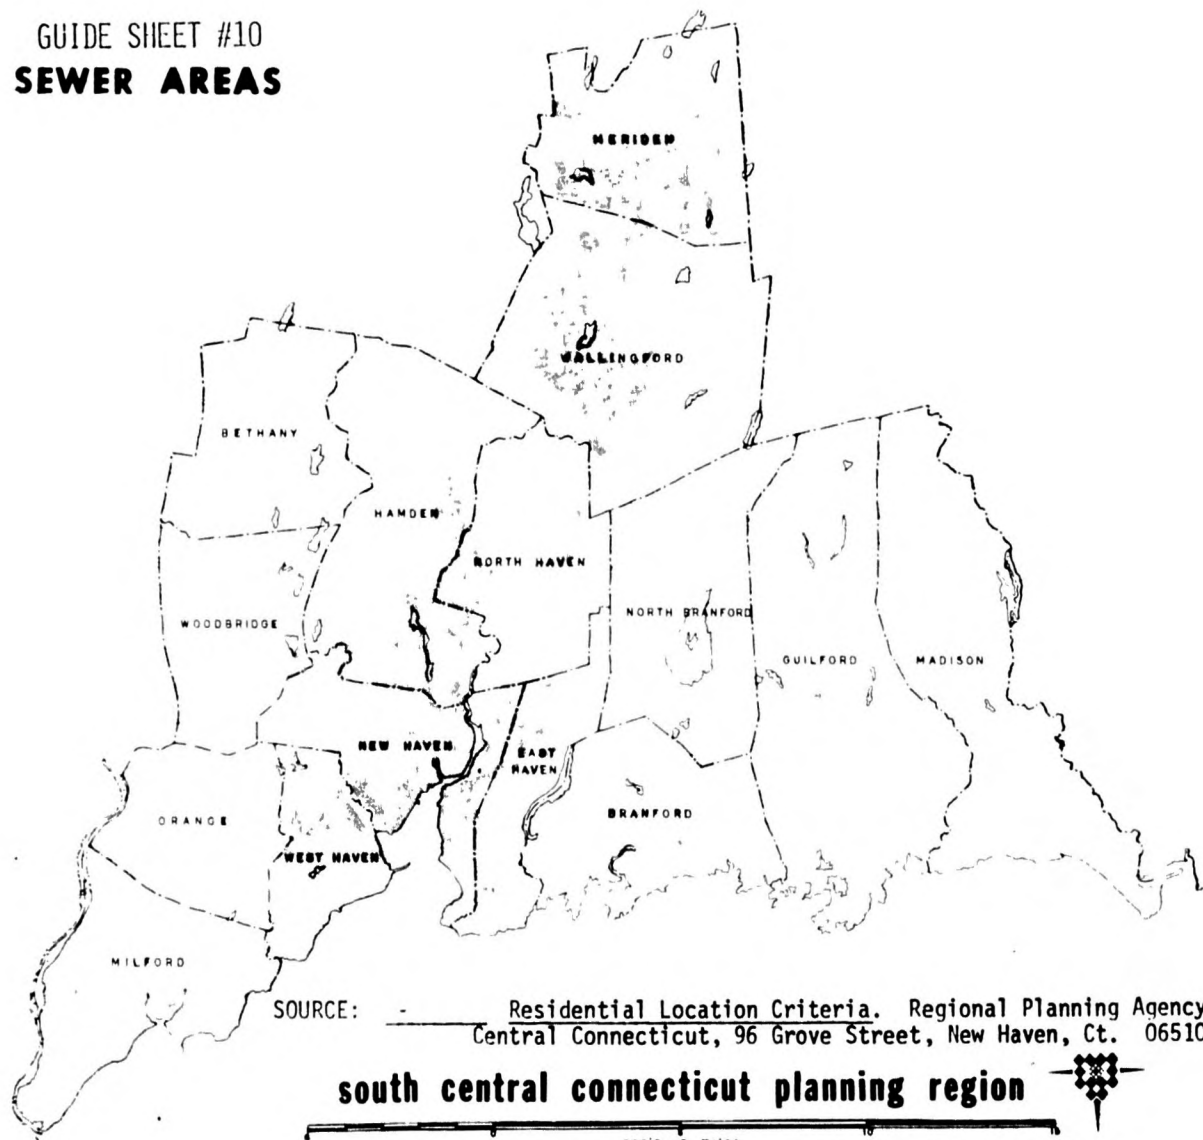 GUIDE SHEET #10
SEWER AREAS
MERIDEN
WALLINGFORD
BETHANY
HAMDEN
NORTH HAVEN
WOODBRIDGE
NORTH BRANFORD
GUILFORD
MADISON
NEW HAVEN
EAST
HAVEN
ORANGE
WEST HAVEN
BRANFORD
MILFORD
SOURCE: - Residential Location Criteria. Regional Planning Agency
Central Connecticut, 96 Grove Street, New Haven, Ct. 06510
south central connecticut planning region